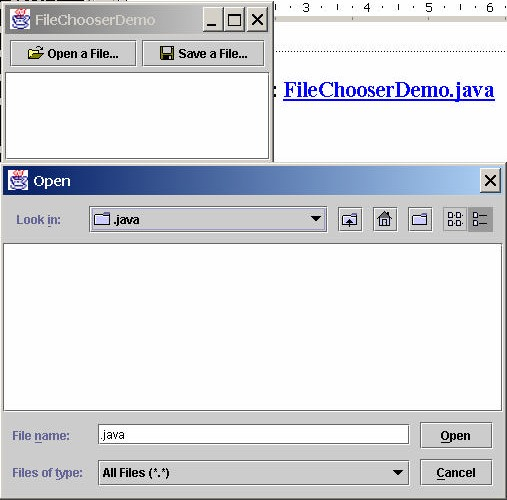 FileChooserDemo
3 4 5 6
Open a File... Save a File...
: FileChooserDemo.java
Open
Look in: .java
File name: .java Open
Files of type: All Files (*.*) Cancel